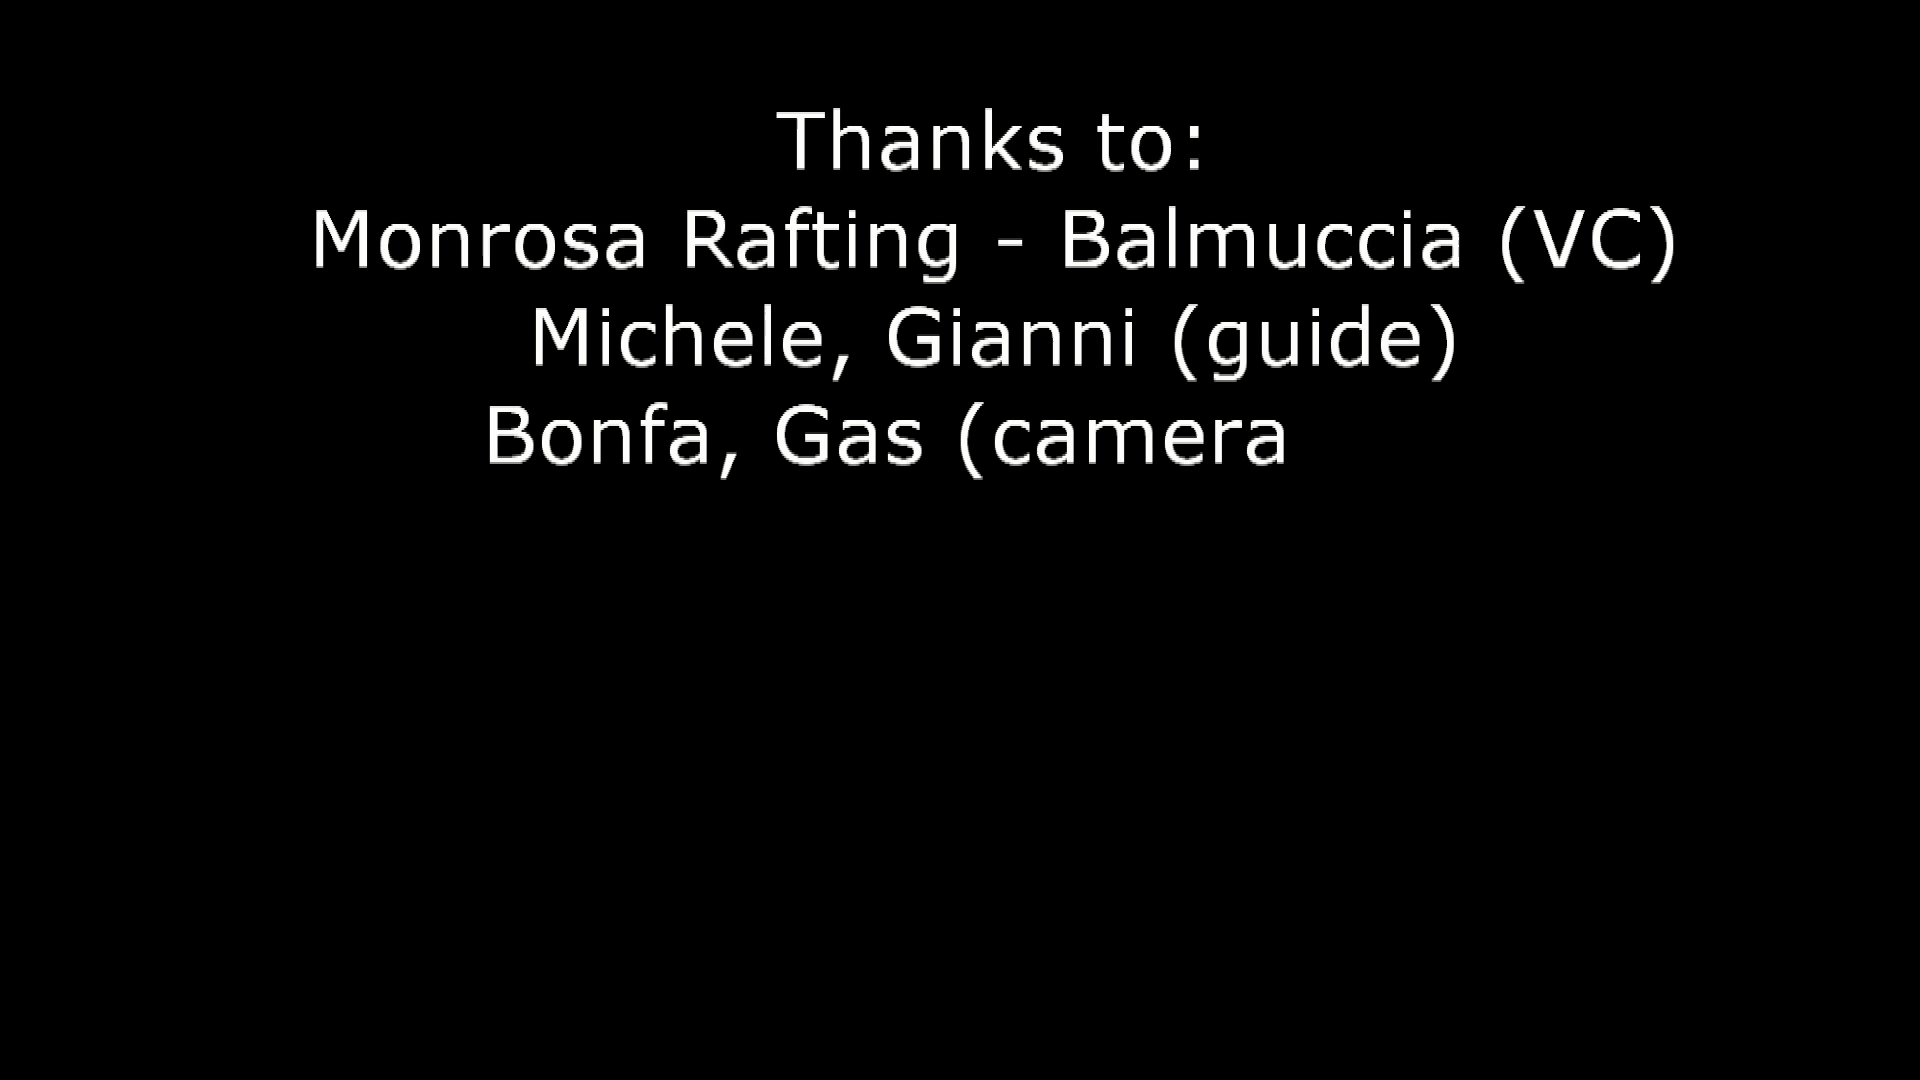 Thanks to:
Monrosa Rafting - Balmuccia (VC)
Michele, Gianni (guide)
Bonfa, Gas (camera